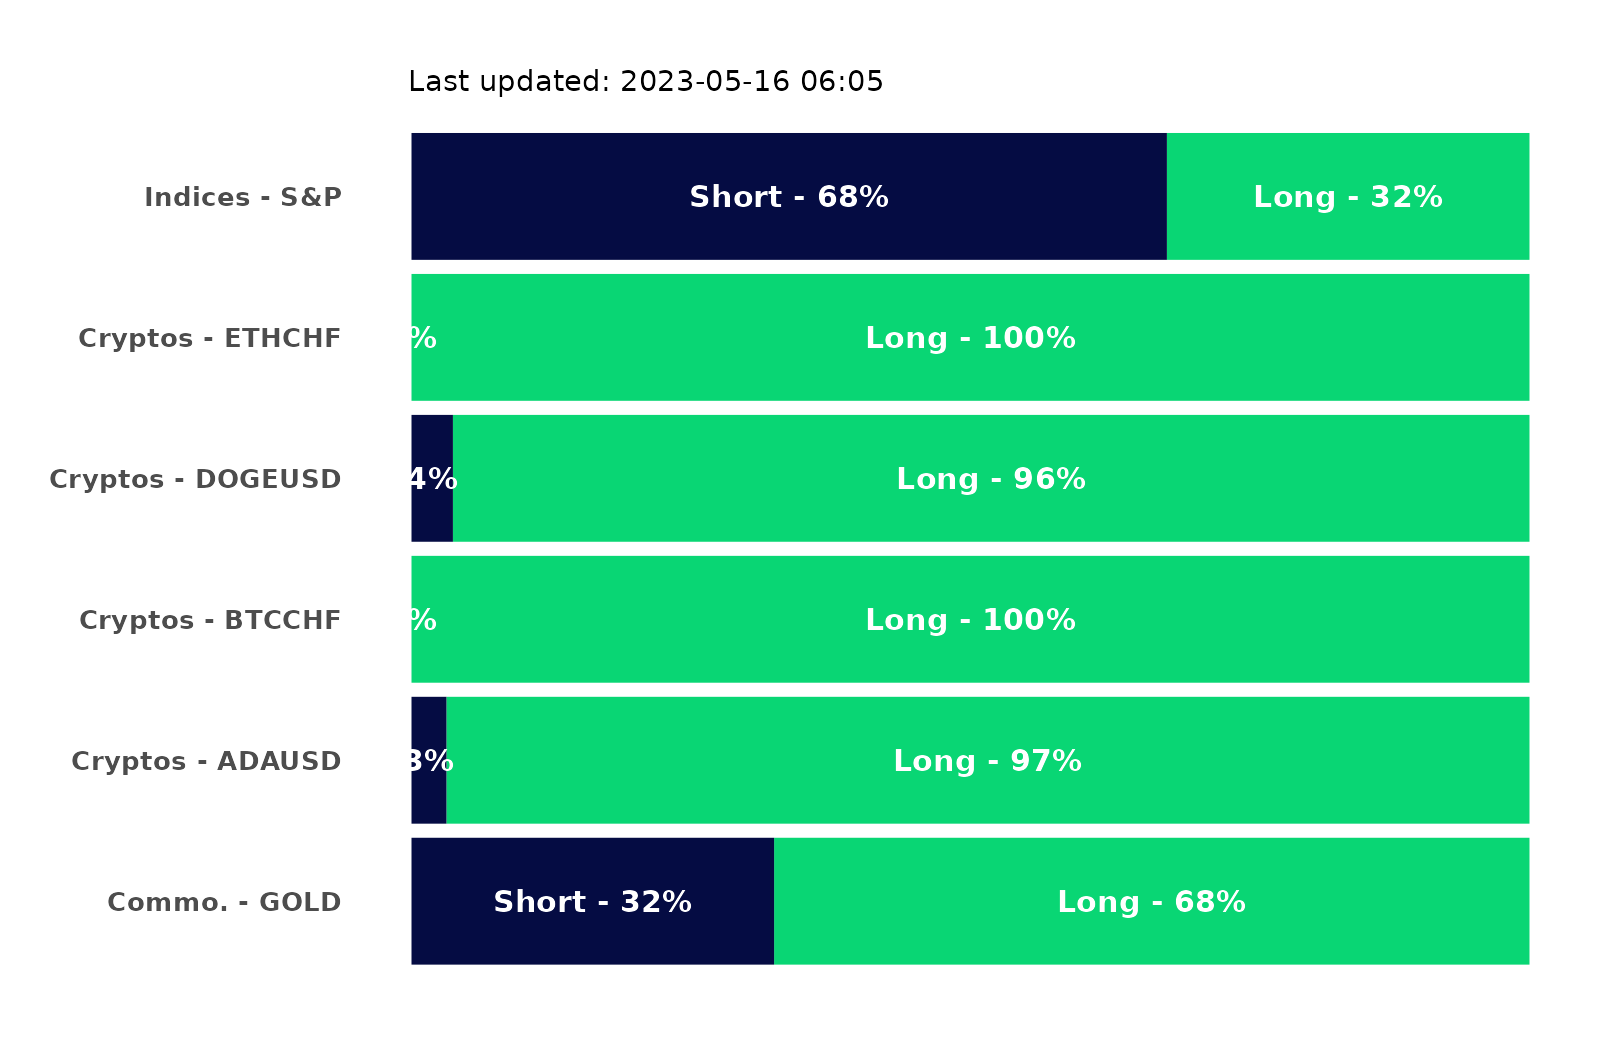 Last updated: 2023-05-16 06:05
Indices - S&P Short - 68% Long - 32%
Cryptos - ETHCHF % Long - 100%
Cryptos - DOGEUSD 4% Long - 96%
Cryptos - BTCCHF % Long - 100%
Cryptos - ADAUSD 3% Long - 97%
Commo. - GOLD Short - 32% Long - 68%